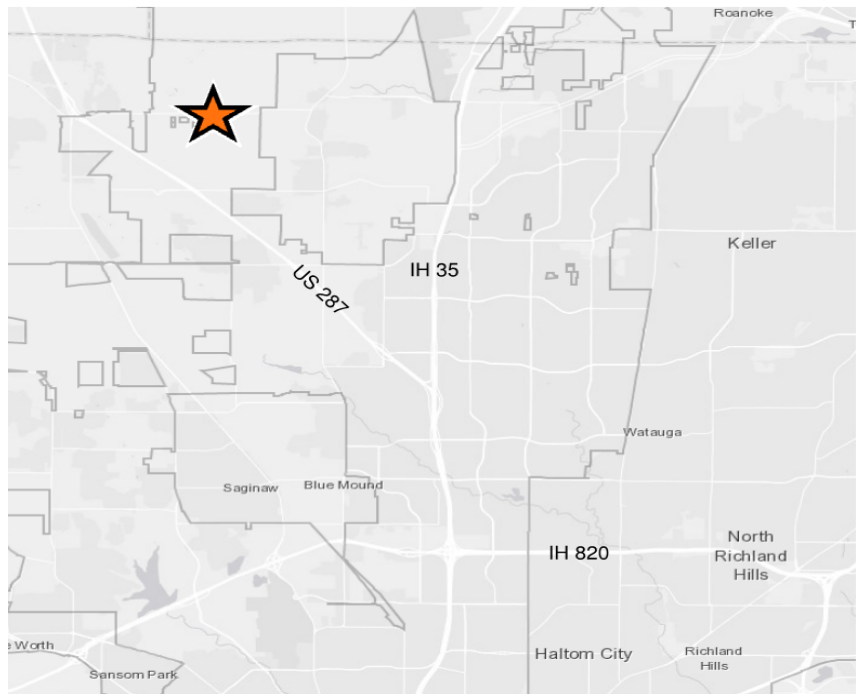 Roanoke
T
Keller
IH 35
US 287
Watauga
Saginaw
Blue Mound
IH 820
North
Richland
Hills
e Worth
Haltom City
Richland
Hills
Sansom Park